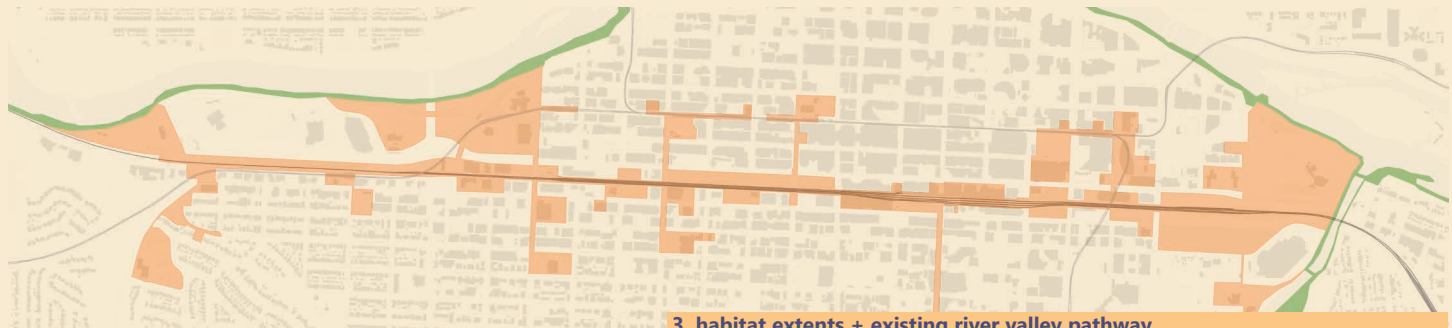 3. habitat extents + existing river valley pathway